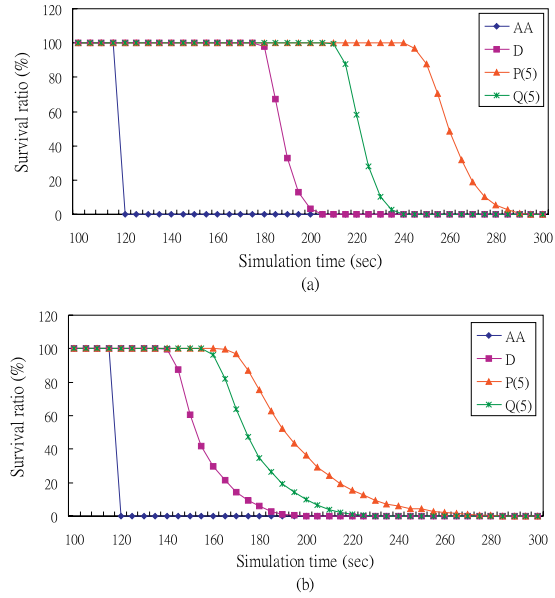 120
100
80
60
40
20
0
Survival ratio (%)
AA
D
P(5)
Q(5)
100 120 140 160 180 200 220 240 260 280 300
Simulation time (sec)
(a)
120
100
80
60
40
20
0
Survival ratio (%)
AA
D
P(5)
Q(5)
100 120 140 160 180 200 220 240 260 280 300
Simulation time (sec)
(b)